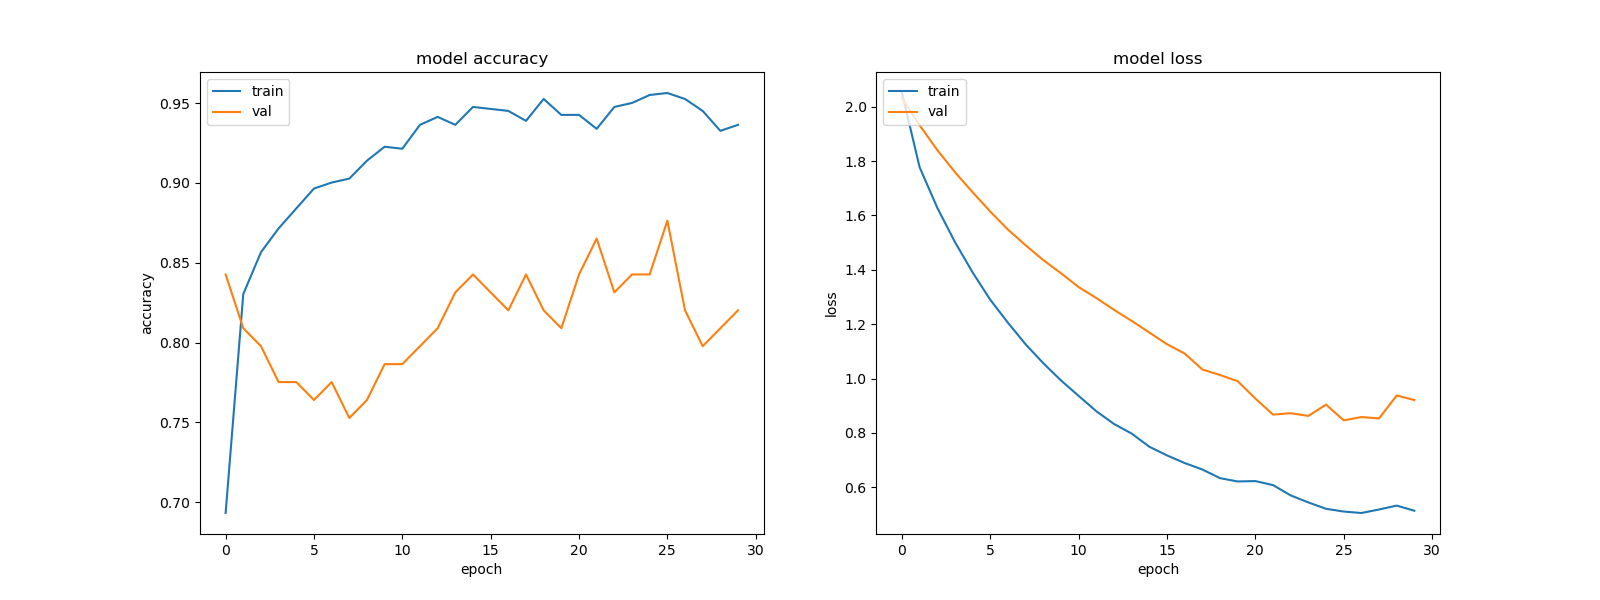 model accuracy
train
val
0.95
0.90
0.85
0.80
0.75
0.70
accuracy
0 5 10 15 20 25 30
epoch
model loss
train
val
2.0
1.8
1.6
1.4
1.2
1.0
0.8
0.6
loss
0 5 10 15 20 25 30
epoch